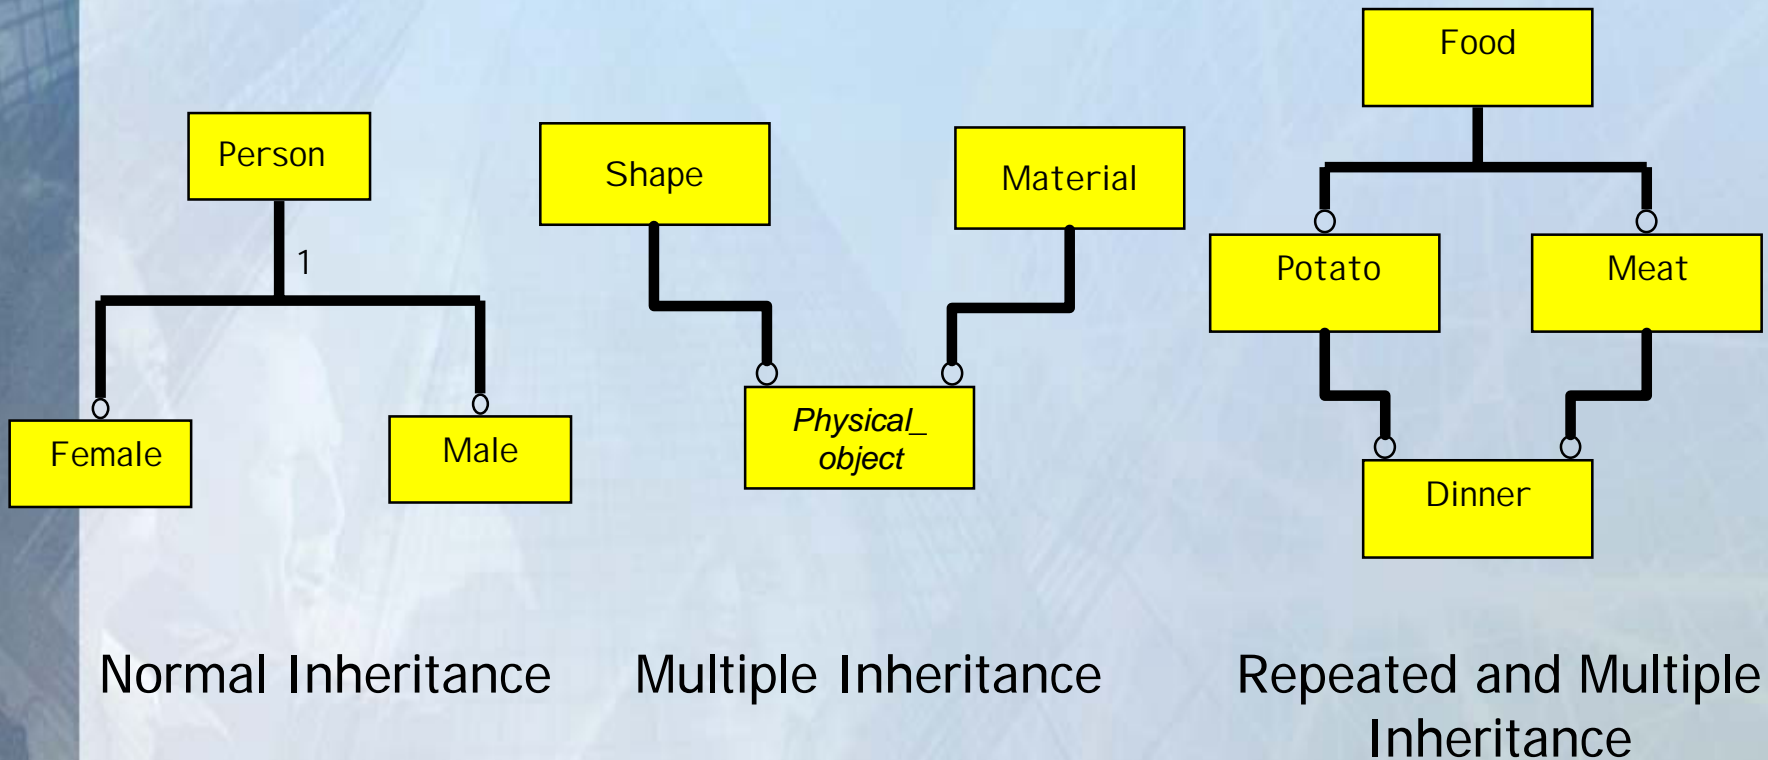 Person
1
Female
Male
Shape
Material
Physical_
object
Food
Potato
Meat
Dinner
Normal Inheritance
Multiple Inheritance
Repeated and Multiple
Inheritance